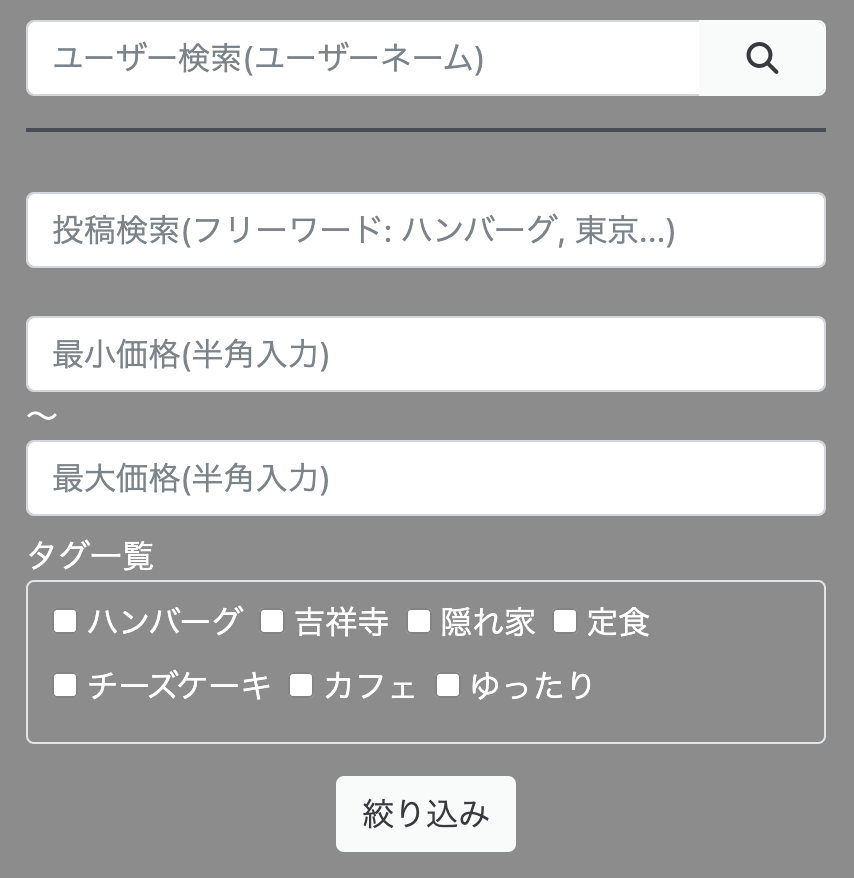 ユーザー検索(ユーザーネーム)
投稿検索(フリーワード: ハンバーグ, 東京...)
最小価格(半角入力)
〜
最大価格(半角入力)
タグ一覧
ハンバーグ 吉祥寺 隠れ家 定食
チーズケーキ カフェ ゆったり
絞り込み